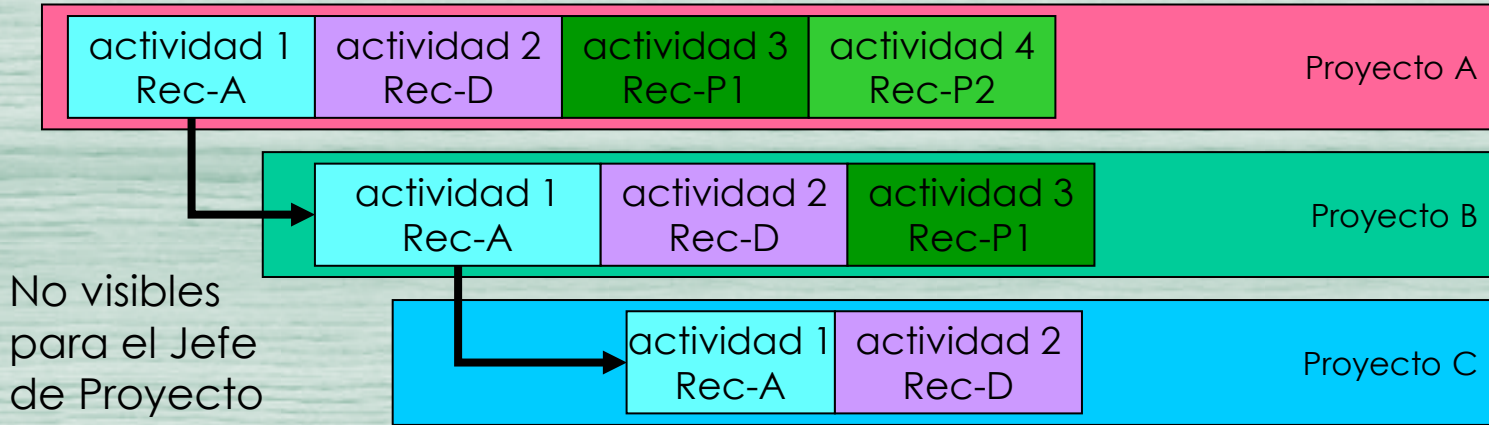 actividad 1
Rec-A
actividad 2
Rec-D
actividad 3
Rec-P1
actividad 4
Rec-P2
Proyecto A
actividad 1
Rec-A
actividad 2
Rec-D
actividad 3
Rec-P1
Proyecto B
No visibles
para el Jefe
de Proyecto
actividad 1
Rec-A
actividad 2
Rec-D
Proyecto C